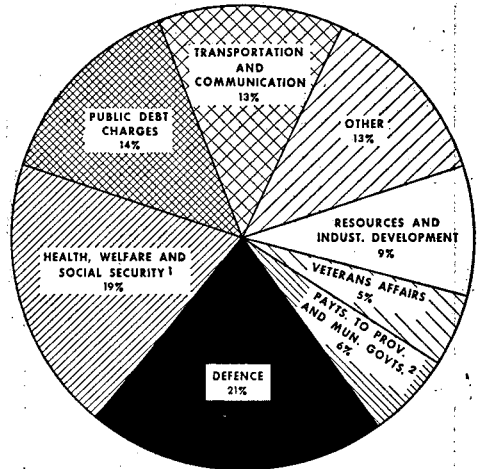 TRANSPORTATION
AND
COMMUNICATION
13%
OTHER
13%
PUBLIC DEBT
CHARGES
14%
RESOURCES AND
INDUST. DEVELOPMENT
9%
VETERANS AFFAIRS
5%
PAYTS. TO PROV.
AND MUN. GOVTS. 2
6%
HEALTH, WELFARE AND
SOCIAL SECURITY 1
19%
DEFENCE
21%